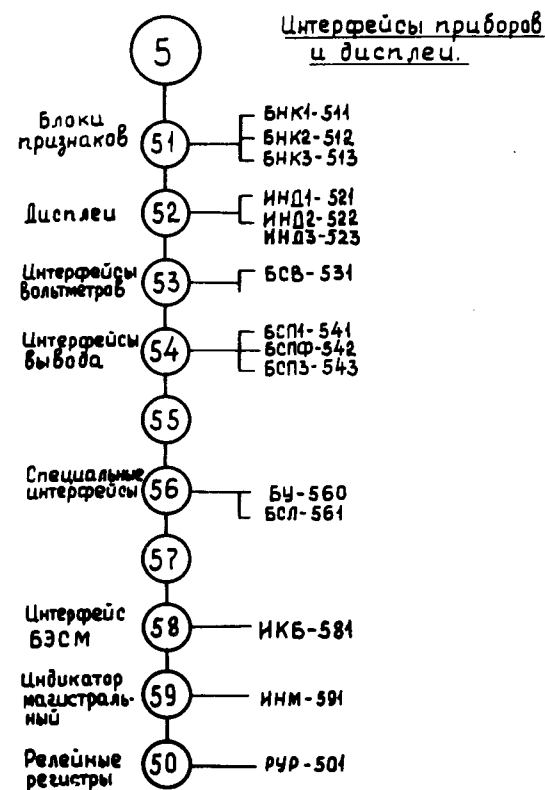 Интерфейсы приборов
и дисплеи.
5
Блоки
признаков
51
БНК1-511
БНК2-512
БНК3-513
Дисплеи
52
ИНД1-521
ИНД2-522
ИНД3-523
Интерфейсы
вольтметров
53
БСВ-531
Интерфейсы
вывода
54
БСП1-541
БСПФ-542
БСП3-543
55
Специальные
интерфейсы
56
БУ-560
БСЛ-561
57
Интерфейс
БЭСМ
58
ИКБ-581
Индикатор
магистраль-
ный
59
ИНМ-591
Релейные
регистры
50
РУР-501